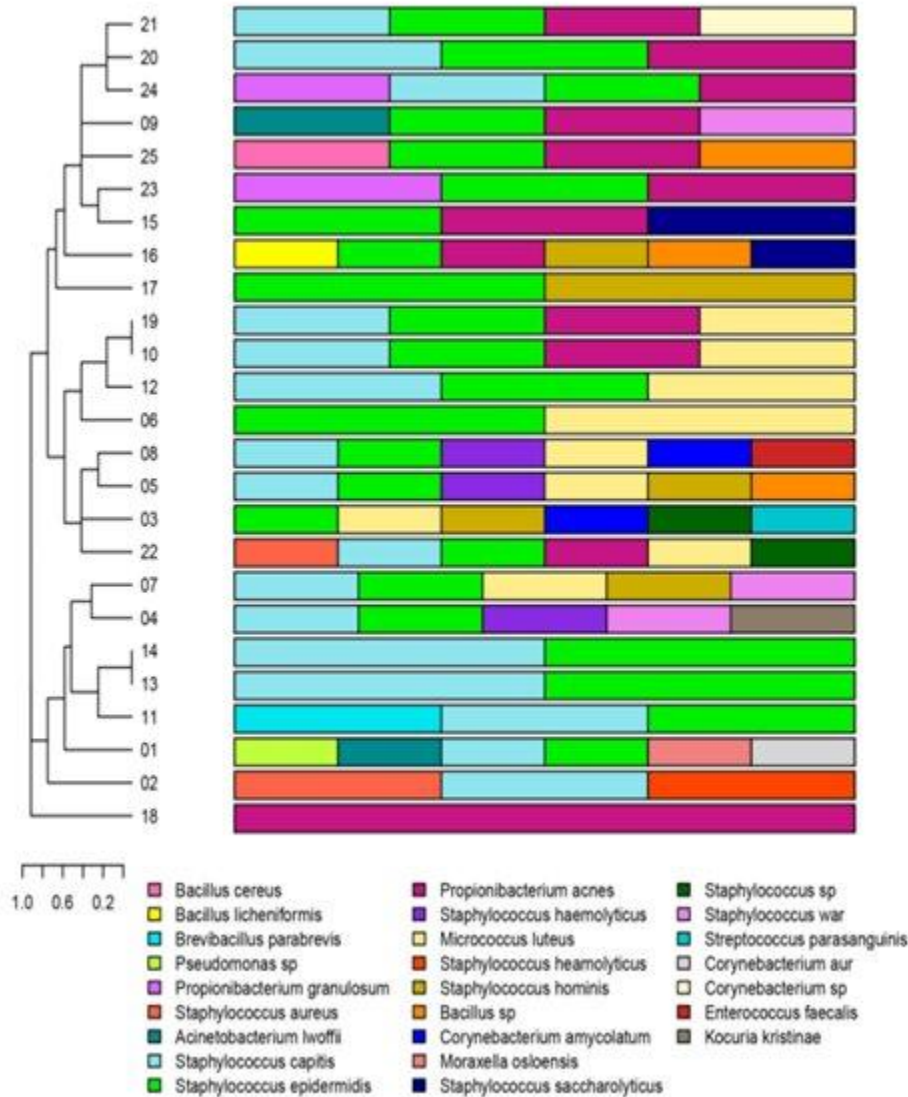 21
20
24
09
25
23
15
16
17
19
10
12
06
08
05
03
22
07
04
14
13
11
01
02
18
1.0 0.6 0.2
Bacillus cereus
Bacillus licheniformis
Brevibacillus parabrevis
Pseudomonas sp
Propionibacterium granulosum
Staphylococcus aureus
Acinetobacterium lwoffii
Staphylococcus capitis
Staphylococcus epidermidis
Propionibacterium acnes
Staphylococcus haemolyticus
Micrococcus luteus
Staphylococcus heamolyticus
Staphylococcus hominis
Bacillus sp
Corynebacterium amycolatum
Moraxella osloensis
Staphylococcus saccharolyticus
Staphylococcus sp
Staphylococcus war
Streptococcus parasanguinis
Corynebacterium aur
Corynebacterium sp
Enterococcus faecalis
Kocuria kristinae